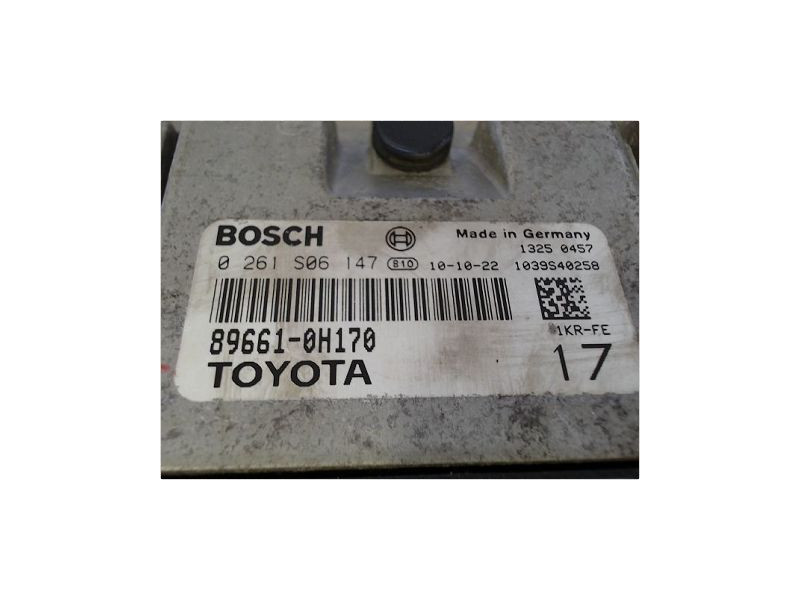 BOSCH Made in Germany
1325 0457
0 261 S06 147 B10 10-10-22 1039S40258
1KR-FE
89661-0H170
TOYOTA 17